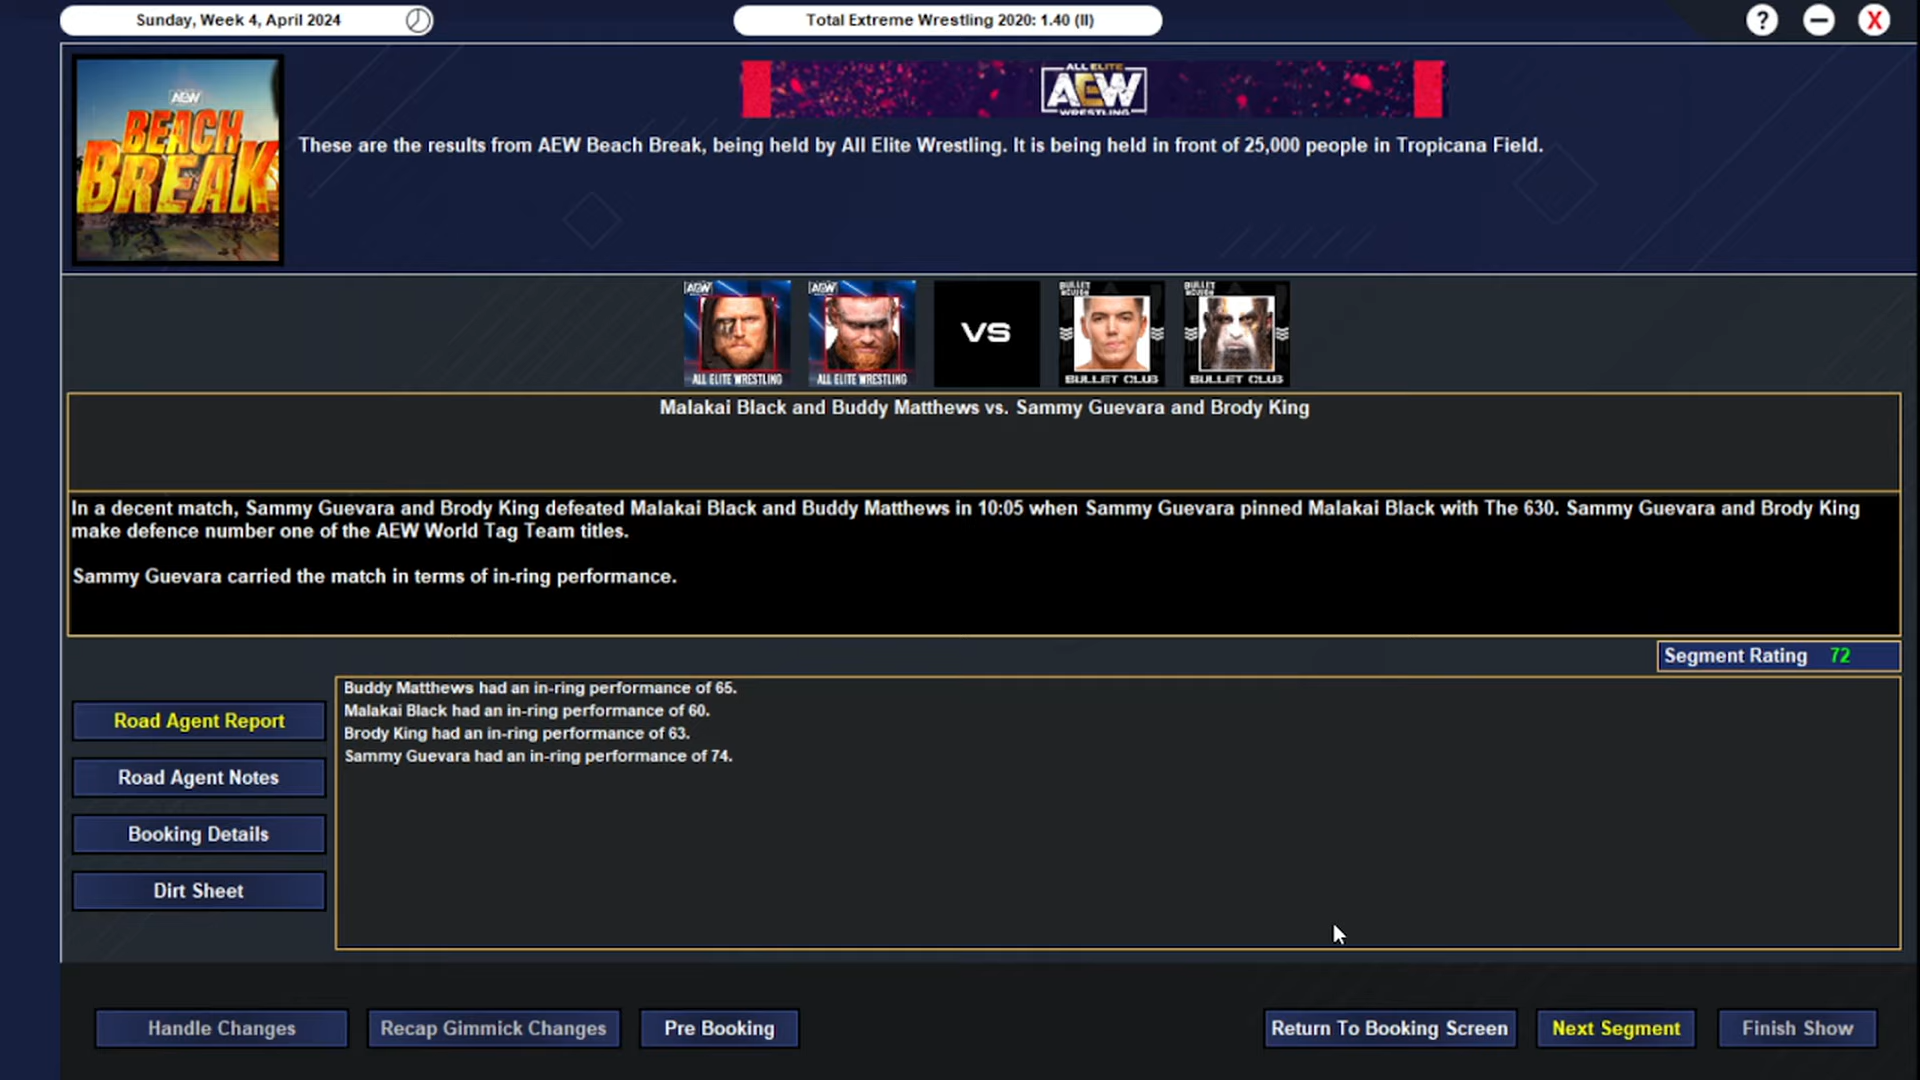 Sunday, Week 4, April 2024
Total Extreme Wrestling 2020: 1.40 (II)
?
X
AEW
BEACH
BREAK
ALL ELITE
AEW
WRESTLING
These are the results from AEW Beach Break, being held by All Elite Wrestling. It is being held in front of 25,000 people in Tropicana Field.
AEW
ALL ELITE WRESTLING
AEW
ALL ELITE WRESTLING
VS
BULLET CLUB
BULLET CLUB
Malakai Black and Buddy Matthews vs. Sammy Guevara and Brody King
In a decent match, Sammy Guevara and Brody King defeated Malakai Black and Buddy Matthews in 10:05 when Sammy Guevara pinned Malakai Black with The 630. Sammy Guevara and Brody King
make defence number one of the AEW World Tag Team titles.
Sammy Guevara carried the match in terms of in-ring performance.
Segment Rating 72
Road Agent Report
Road Agent Notes
Booking Details
Dirt Sheet
Buddy Matthews had an in-ring performance of 65.
Malakai Black had an in-ring performance of 60.
Brody King had an in-ring performance of 63.
Sammy Guevara had an in-ring performance of 74.
Handle Changes
Recap Gimmick Changes
Pre Booking
Return To Booking Screen
Next Segment
Finish Show